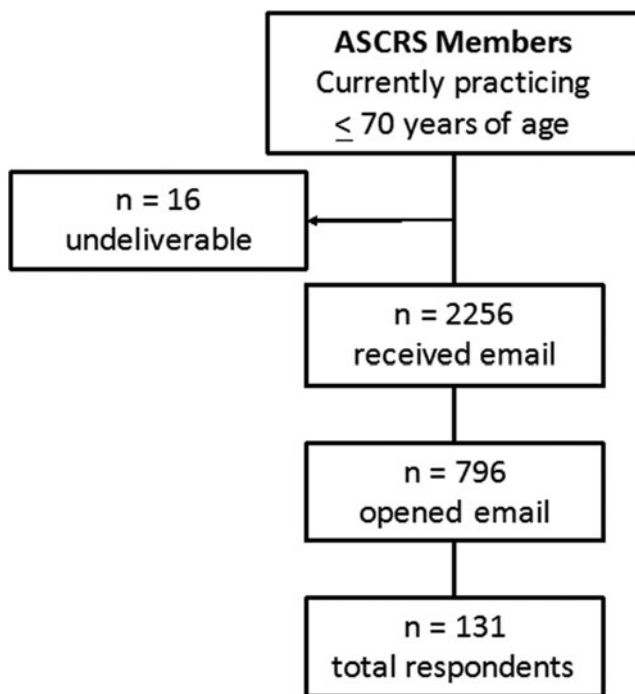 ASCRS Members
Currently practicing
≤ 70 years of age
n = 16
undeliverable
n = 2256
received email
n = 796
opened email
n = 131
total respondents